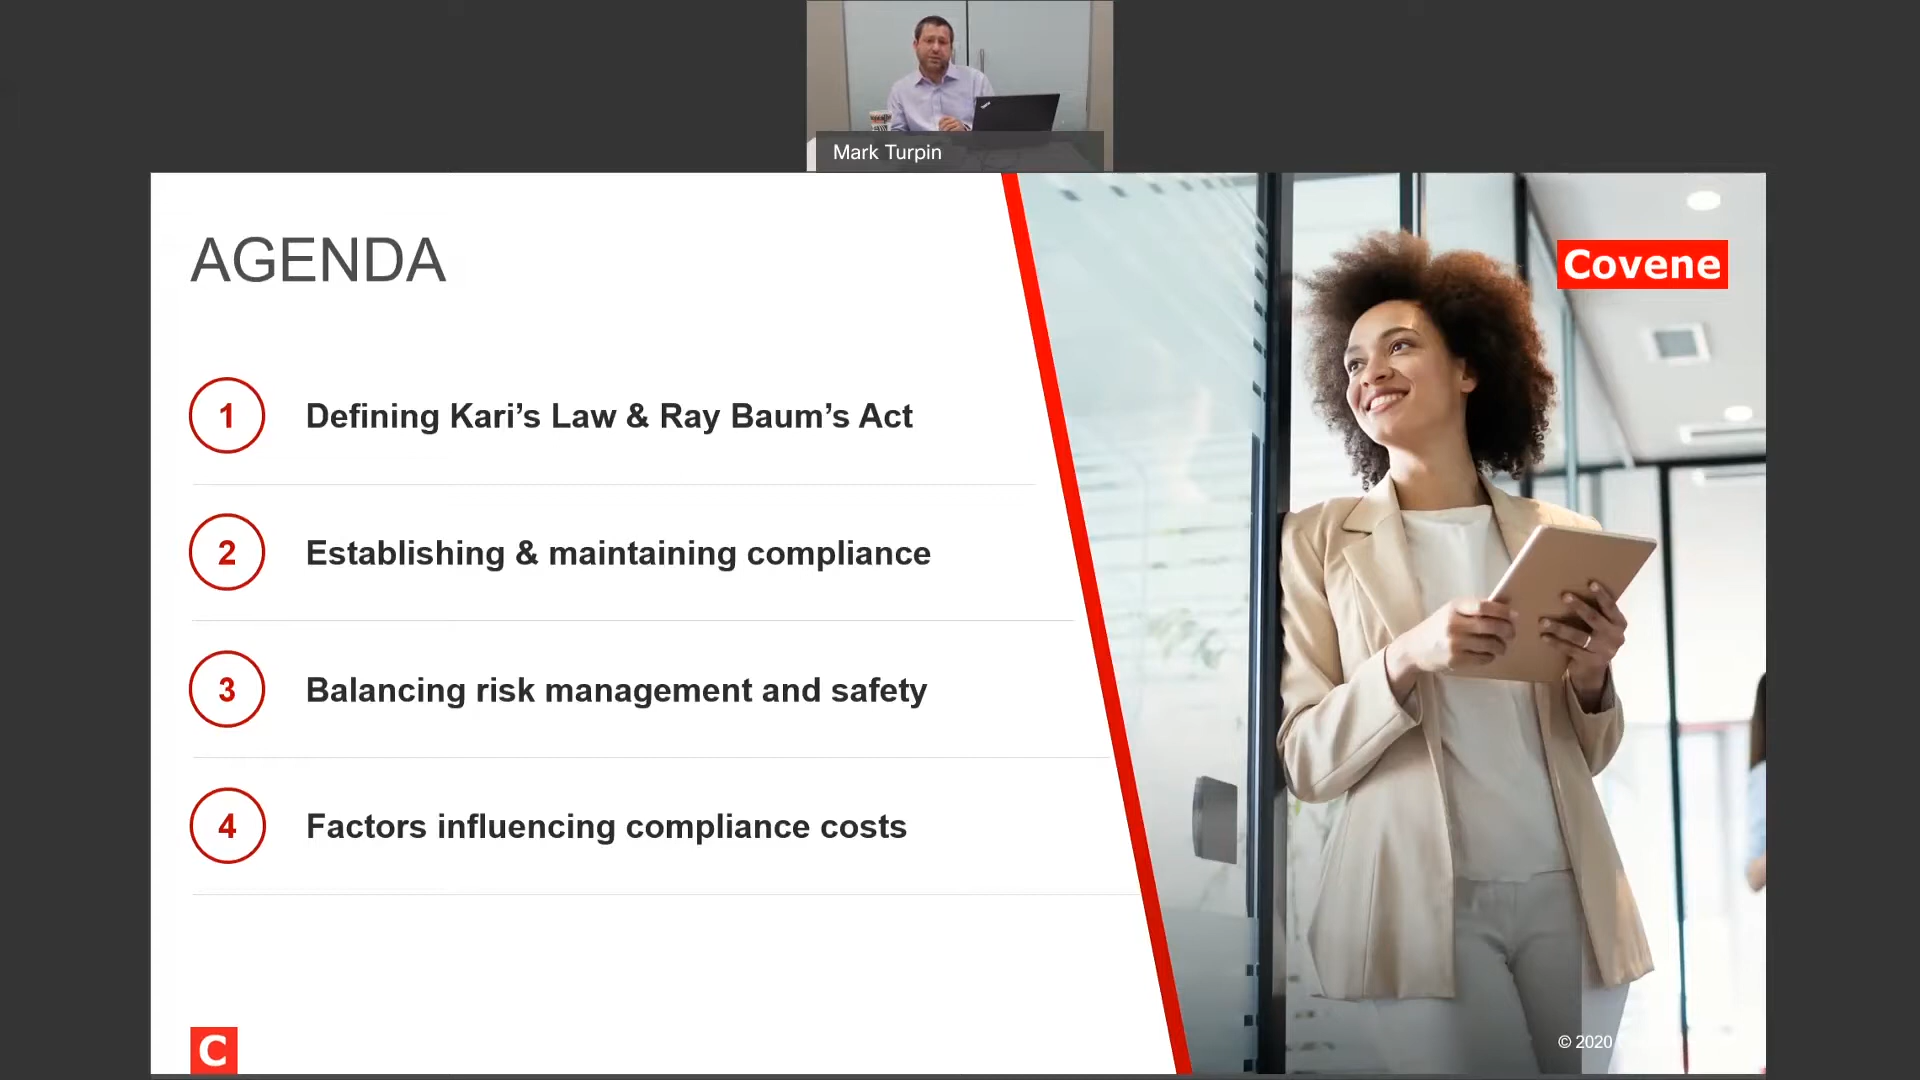 Mark Turpin
AGENDA
Covene
1 Defining Kari’s Law & Ray Baum’s Act
2 Establishing & maintaining compliance
3 Balancing risk management and safety
4 Factors influencing compliance costs
C
© 2020